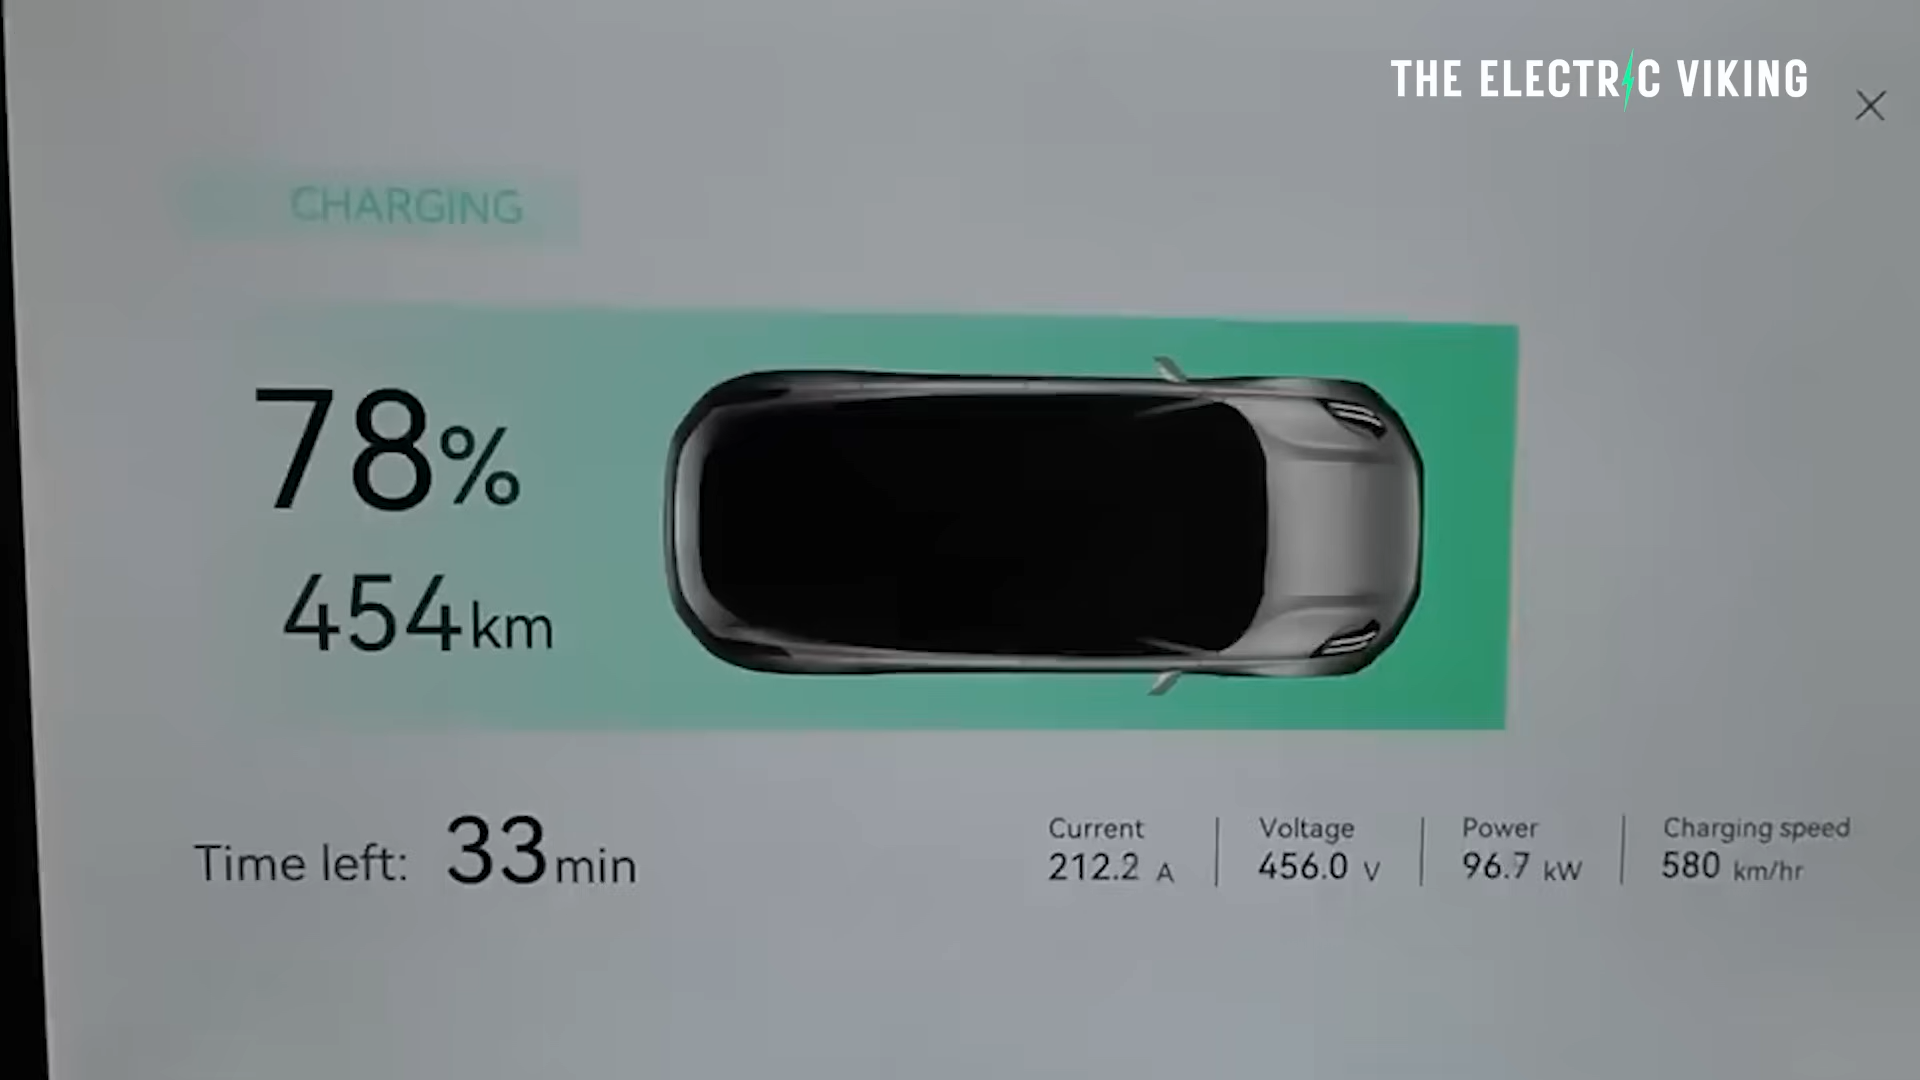 THE ELECTRIC VIKING
CHARGING
78%
454km
Time left: 33min
Current
212.2 A
Voltage
456.0 V
Power
96.7 kW
Charging speed
580 km/hr